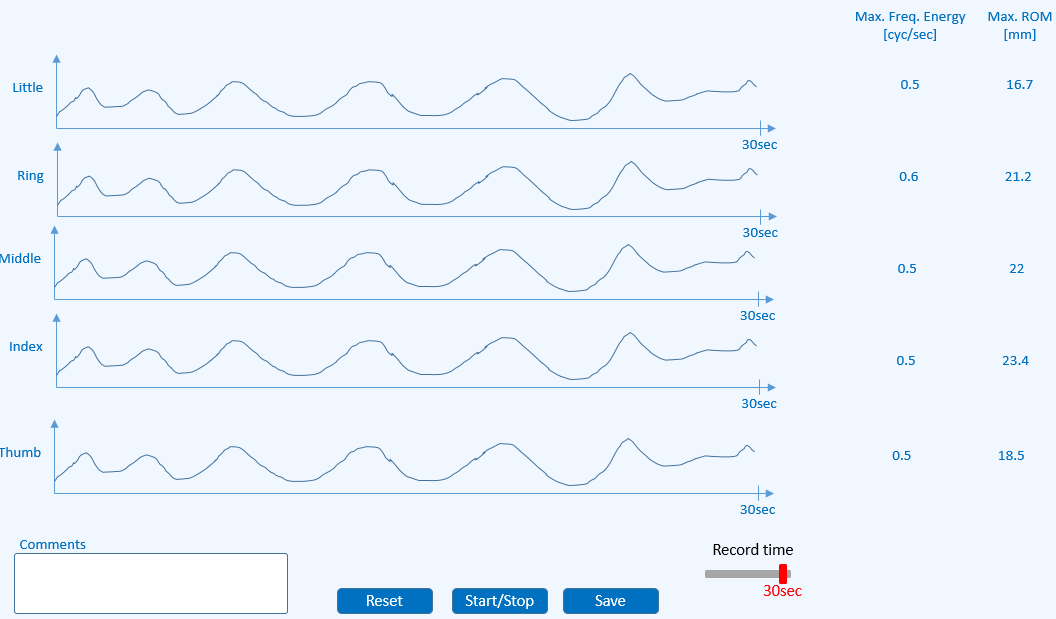 Max. Freq. Energy Max. ROM
[cyc/sec] [mm]
Little 0.5 16.7
30sec
Ring 0.6 21.2
30sec
Middle 0.5 22
30sec
Index 0.5 23.4
30sec
Thumb 0.5 18.5
30sec
Comments
Record time
30sec
Reset Start/Stop Save